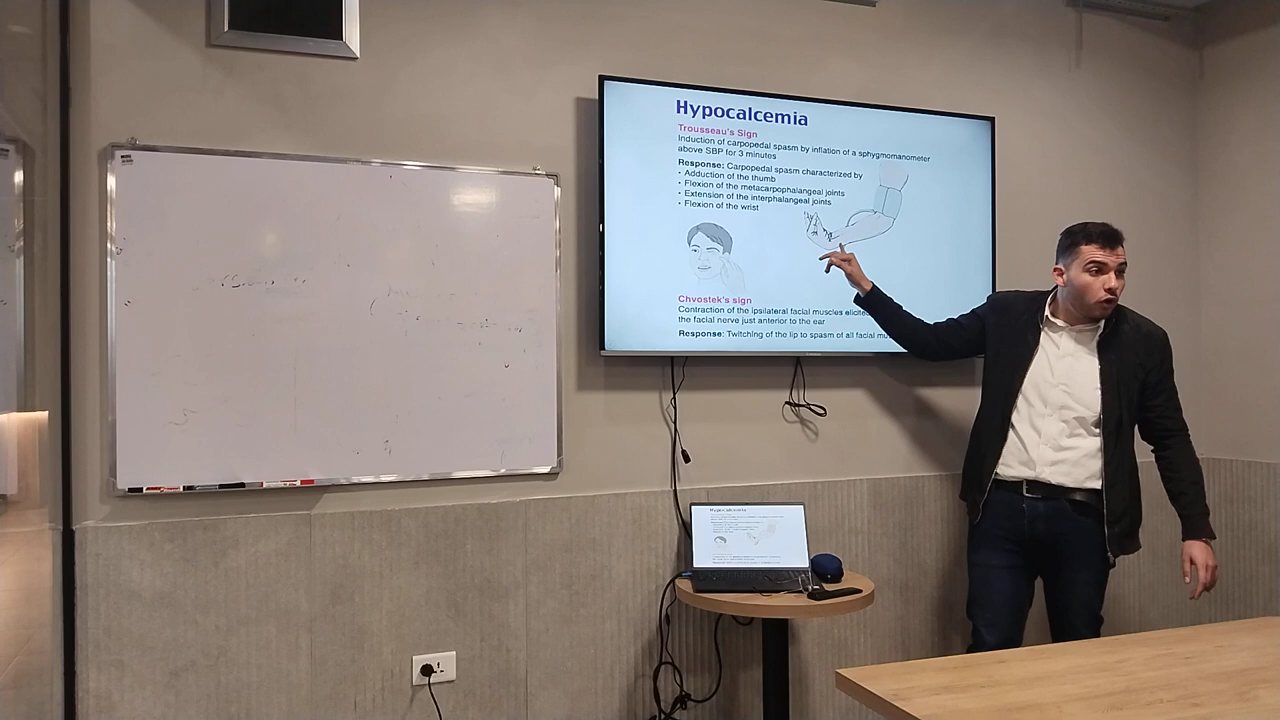 Hypocalcemia
Trousseau's Sign
Induction of carpopedal spasm by inflation of a sphygmomanometer
above SBP for 3 minutes
Response: Carpopedal spasm characterized by
• Adduction of the thumb
• Flexion of the metacarpophalangeal joints
• Extension of the interphalangeal joints
• Flexion of the wrist
Chvostek's sign
Contraction of the ipsilateral facial muscles elicited
the facial nerve just anterior to the ear
Response: Twitching of the lip to spasm of all facial
Hypocalcemia